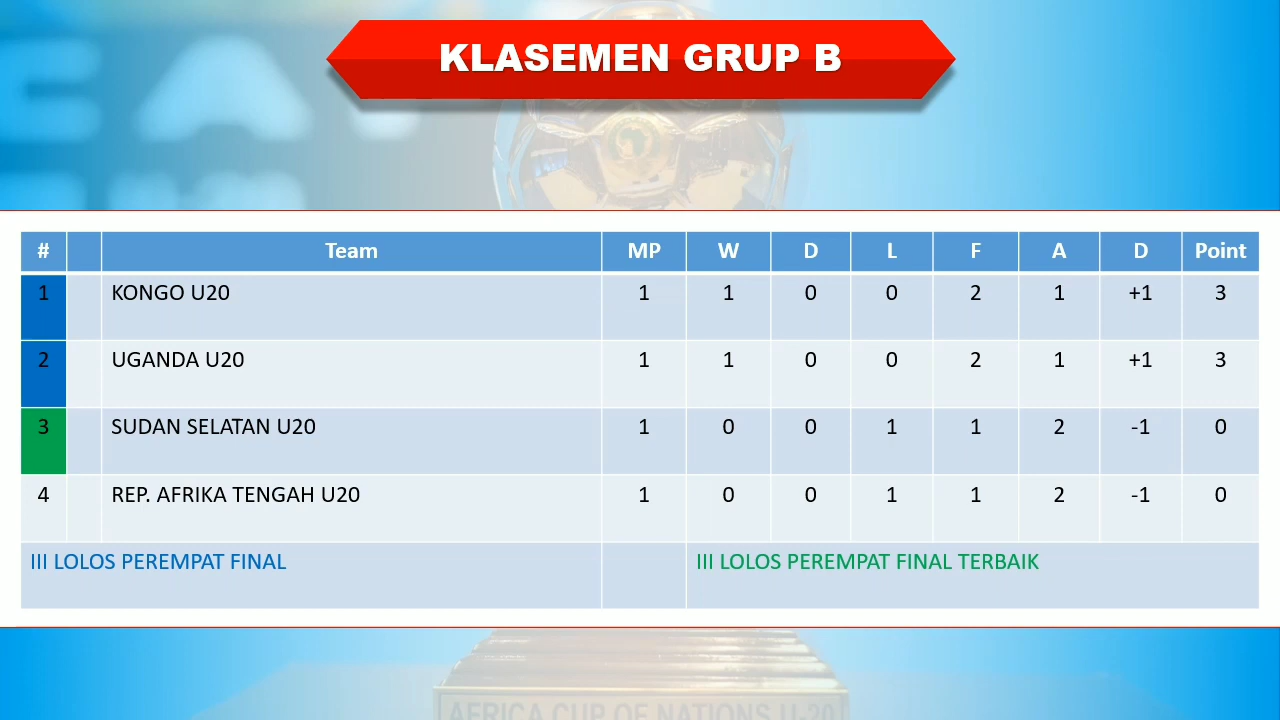 KLASEMEN GRUP B
# Team MP W D L F A D Point
1 KONGO U20 1 1 0 0 2 1 +1 3
2 UGANDA U20 1 1 0 0 2 1 +1 3
3 SUDAN SELATAN U20 1 0 0 1 1 2 -1 0
4 REP. AFRIKA TENGAH U20 1 0 0 1 1 2 -1 0
III LOLOS PEREMPAT FINAL III LOLOS PEREMPAT FINAL TERBAIK
AFRICA CUP OF NATIONS U-20